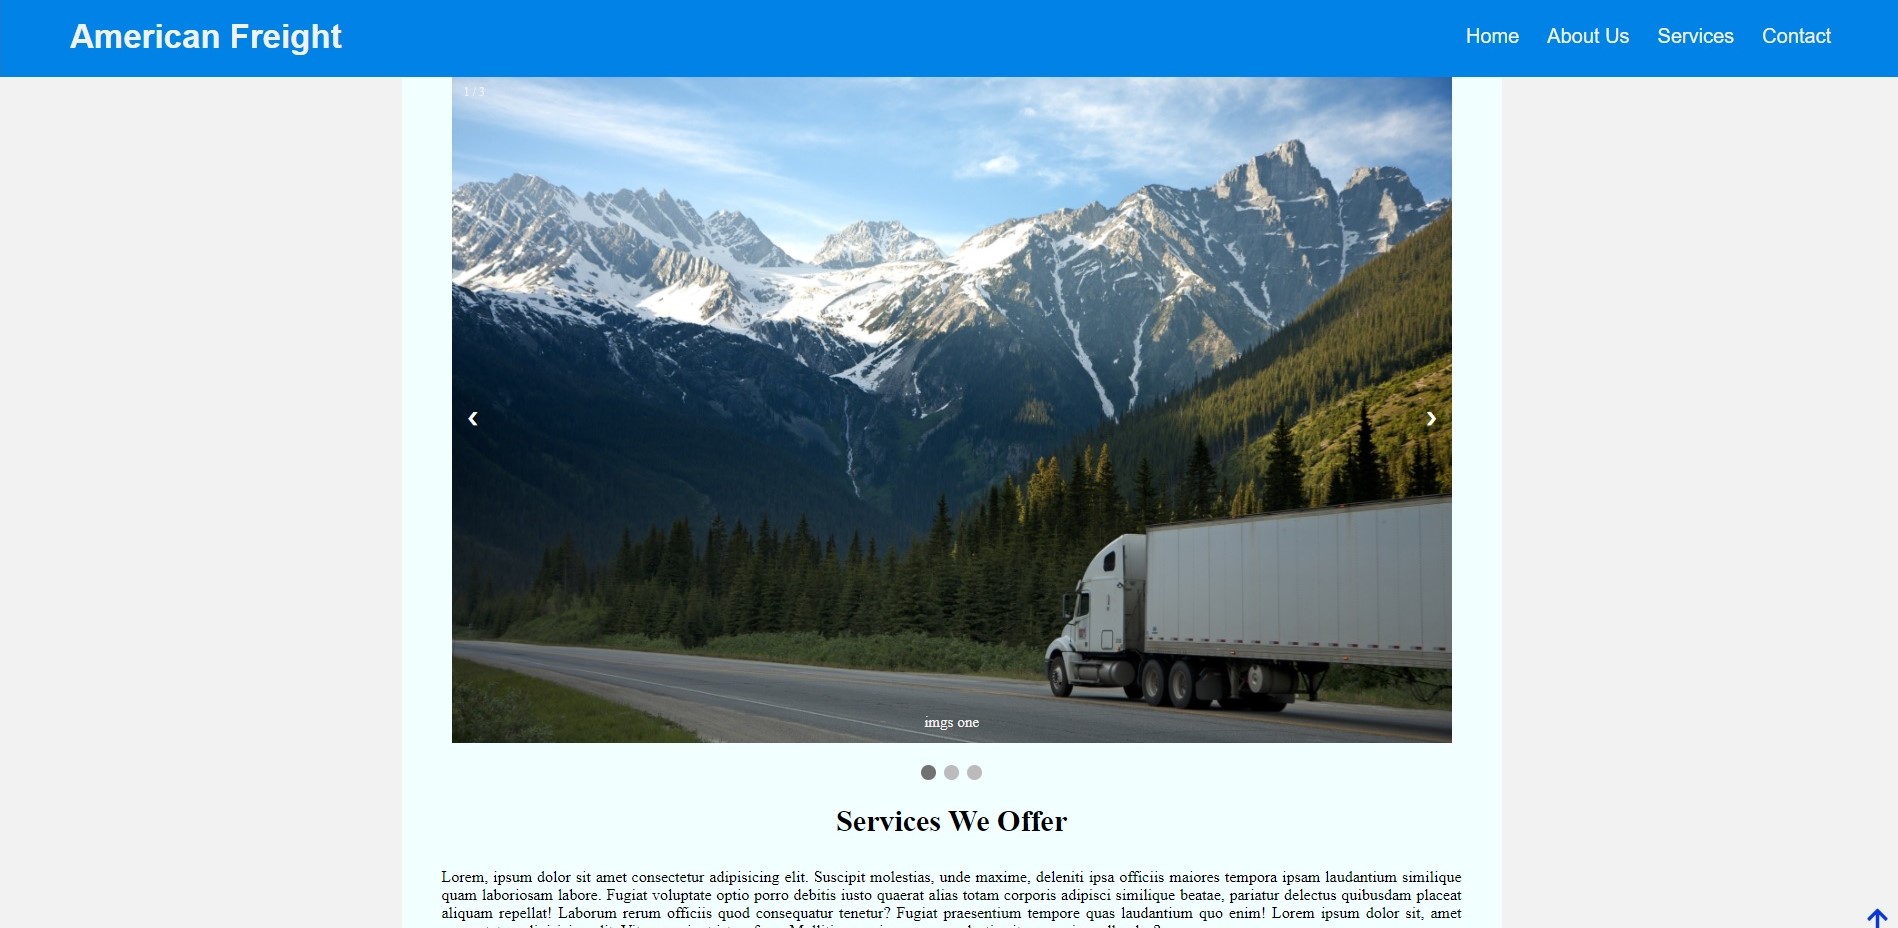 American Freight
Home About Us Services Contact
1 / 3
❮ ❯
imgs one
Services We Offer
Lorem, ipsum dolor sit amet consectetur adipisicing elit. Suscipit molestias, unde maxime, deleniti ipsa officiis maiores tempora ipsam laudantium similique
quam laboriosam labore. Fugiat voluptate optio porro debitis iusto quaerat alias totam corporis adipisci similique beatae, pariatur delectus quibusdam placeat
aliquam repellat! Laborum rerum officiis quod consequatur tenetur? Fugiat praesentium tempore quas laudantium quo enim! Lorem ipsum dolor sit, amet